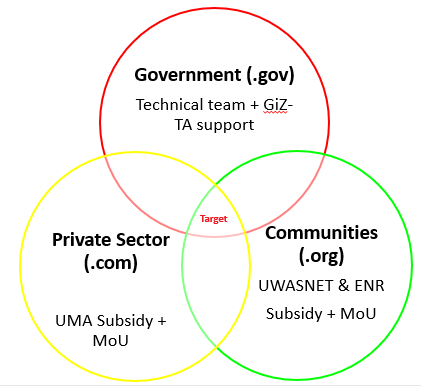 Government (.gov)
Technical team + GiZ-
TA support
Target
Private Sector
(.com)
UMA Subsidy +
MoU
Communities
(.org)
UWASNET & ENR
Subsidy + MoU